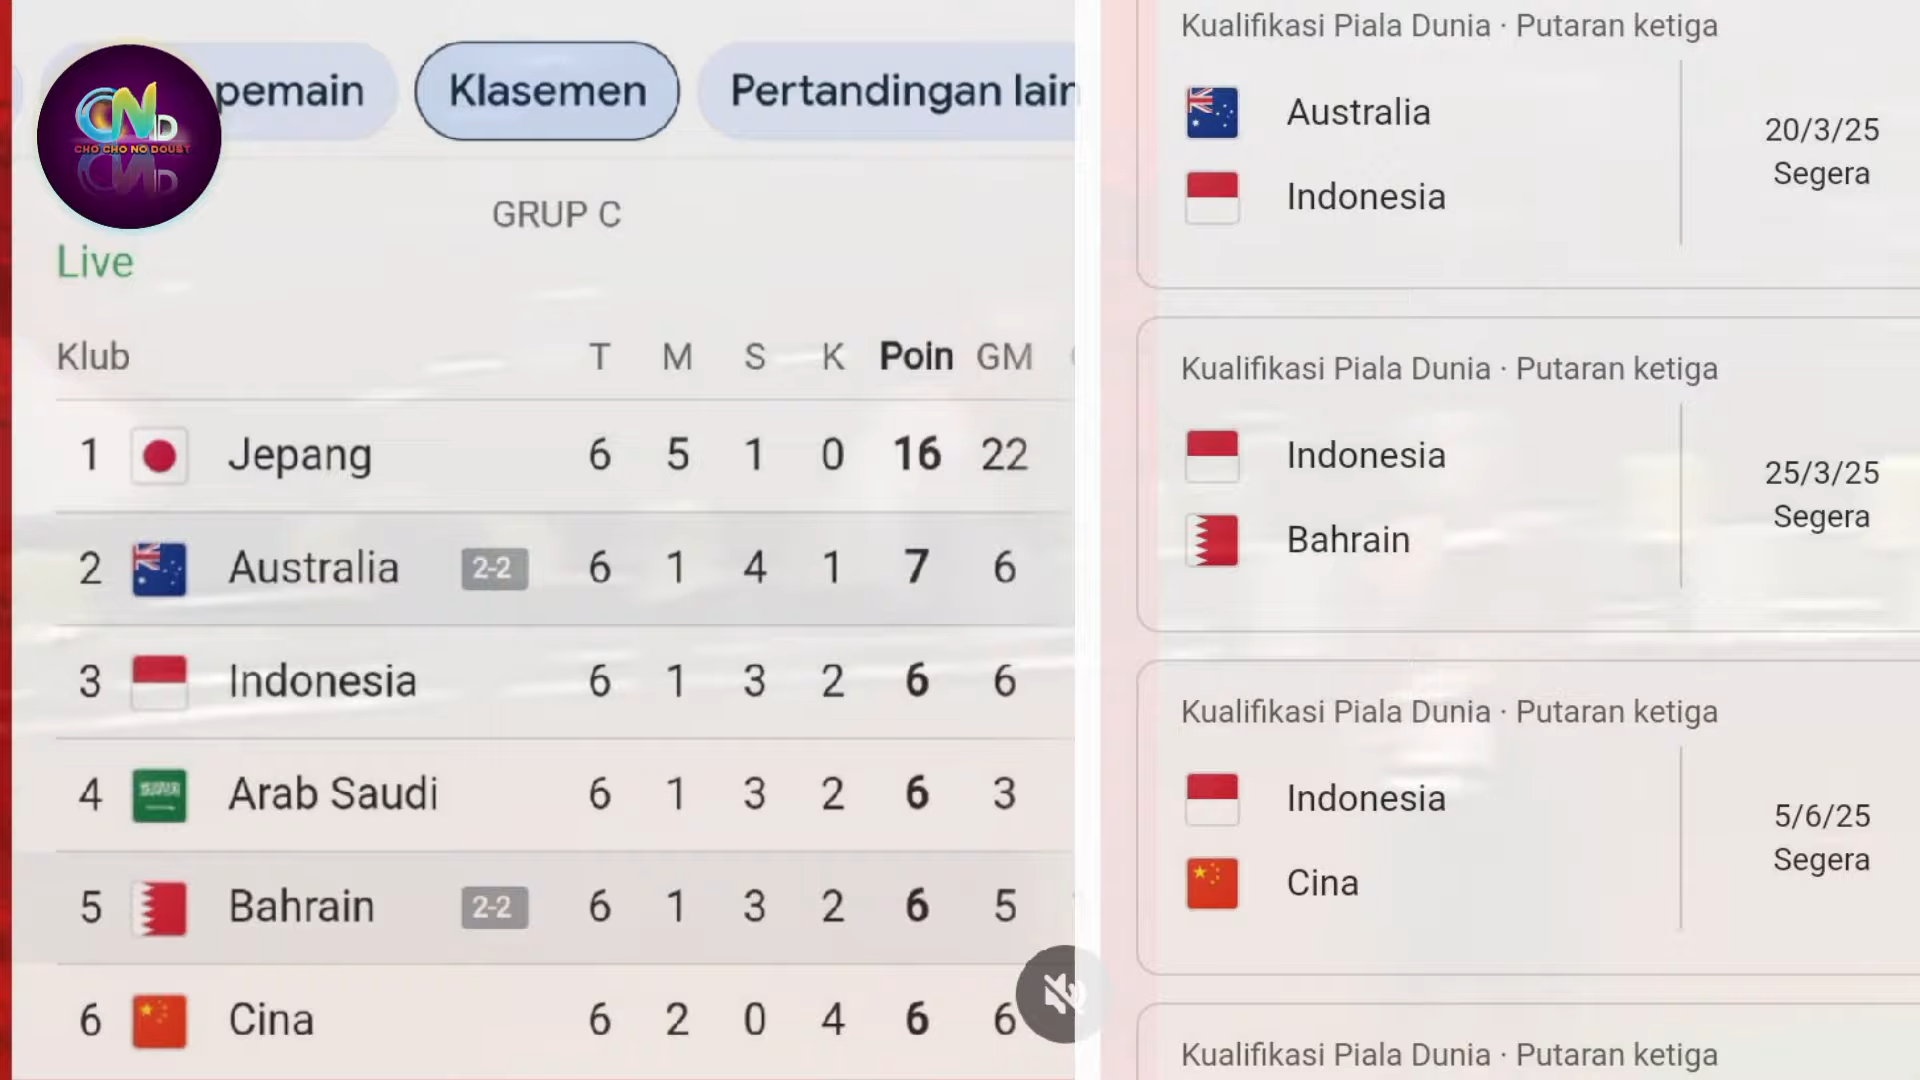 pemain
Klasemen
Pertandingan lain
CND
CHO CHO NO DOUBT
GRUP C
Live
Klub T M S K Poin GM
1 Jepang 6 5 1 0 16 22
2 Australia 2-2 6 1 4 1 7 6
3 Indonesia 6 1 3 2 6 6
4 Arab Saudi 6 1 3 2 6 3
5 Bahrain 2-2 6 1 3 2 6 5
6 Cina 6 2 0 4 6 6
Kualifikasi Piala Dunia · Putaran ketiga
Australia
Indonesia
20/3/25
Segera
Kualifikasi Piala Dunia · Putaran ketiga
Indonesia
Bahrain
25/3/25
Segera
Kualifikasi Piala Dunia · Putaran ketiga
Indonesia
Cina
5/6/25
Segera
Kualifikasi Piala Dunia · Putaran ketiga